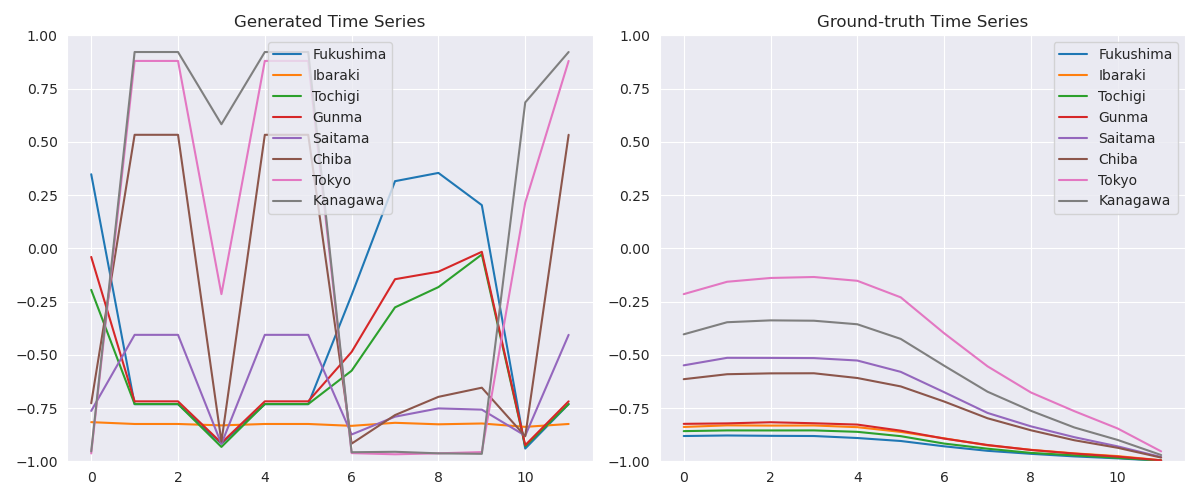 Generated Time Series
1.00
0.75
0.50
0.25
0.00
−0.25
−0.50
−0.75
−1.00
0 2 4 6 8 10
Fukushima
Ibaraki
Tochigi
Gunma
Saitama
Chiba
Tokyo
Kanagawa
Ground-truth Time Series
1.00
0.75
0.50
0.25
0.00
−0.25
−0.50
−0.75
−1.00
0 2 4 6 8 10
Fukushima
Ibaraki
Tochigi
Gunma
Saitama
Chiba
Tokyo
Kanagawa